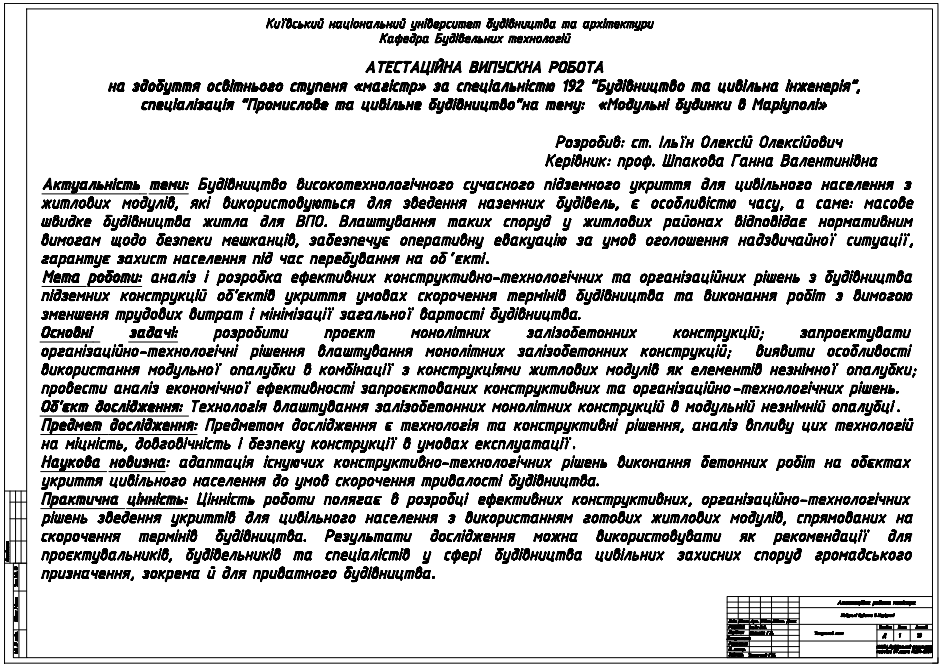 Київський національний університет будівництва та архітектури
Кафедра Будівельних технологій
АТЕСТАЦІЙНА ВИПУСКНА РОБОТА
на здобуття освітнього ступеня «магістр» за спеціальністю 192 "Будівництво та цивільна інженерія",
спеціалізація "Промислове та цивільне будівництво"на тему: «Модульні будинки в Маріуполі»
Розробив: ст. Ільїн Олексій Олексійович
Керівник: проф. Шпакова Ганна Валентинівна
Актуальність теми: Будівництво високотехнологічного сучасного підземного укриття для цивільного населення з
житлових модулів, які використовуються для зведення наземних будівель, є особливістю часу, а саме: масове
швидке будівництва житла для ВПО. Влаштування таких споруд у житлових районах відповідає нормативним
вимогам щодо безпеки мешканців, забезпечує оперативну евакуацію за умов оголошення надзвичайної ситуації,
гарантує захист населення під час перебування на об'єкті.
Мета роботи: аналіз і розробка ефективних конструктивно-технологічних та організаційних рішень з будівництва
підземних конструкцій об'єктів укриття умовах скорочення термінів будівництва та виконання робіт з вимогою
зменшеня трудових витрат і мінімізації загальної вартості будівництва.
Основні задачі: розробити проєкт монолітних залізобетонних конструкцій; запроєктувати
організаційно-технологічні рішення влаштування монолітних залізобетонних конструкцій; виявити особливості
використання модульної опалубки в комбінації з конструкціями житлових модулів як елементів незнімної опалубки;
провести аналіз економічної ефективності запроєктованих конструктивних та організаційно-технологічних рішень.
Об'єкт дослідження: Технологія влаштування залізобетонних монолітних конструкцій в модульній незнімній опалубці.
Предмет дослідження: Предметом дослідження є технологія та конструктивні рішення, аналіз впливу цих технологій
на міцність, довговічність і безпеку конструкції в умовах експлуатації.
Наукова новизна: адаптація існуючих конструктивно-технологічних рішень виконання бетонних робіт на обєктах
укриття цивільного населення до умов скорочення тривалості будівництва.
Практична цінність: Цінність роботи полягає в розробці ефективних конструктивних, організаційно-технологічних
рішень зведення укриттів для цивільного населення з використанням готових житлових модулів, спрямованих на
скорочення термінів будівництва. Результати дослідження можна використовувати як рекомендації для
проєктувальників, будівельників та спеціалістів у сфері будівництва цивільних захисних споруд громадського
призначення, зокрема й для приватного будівництва.